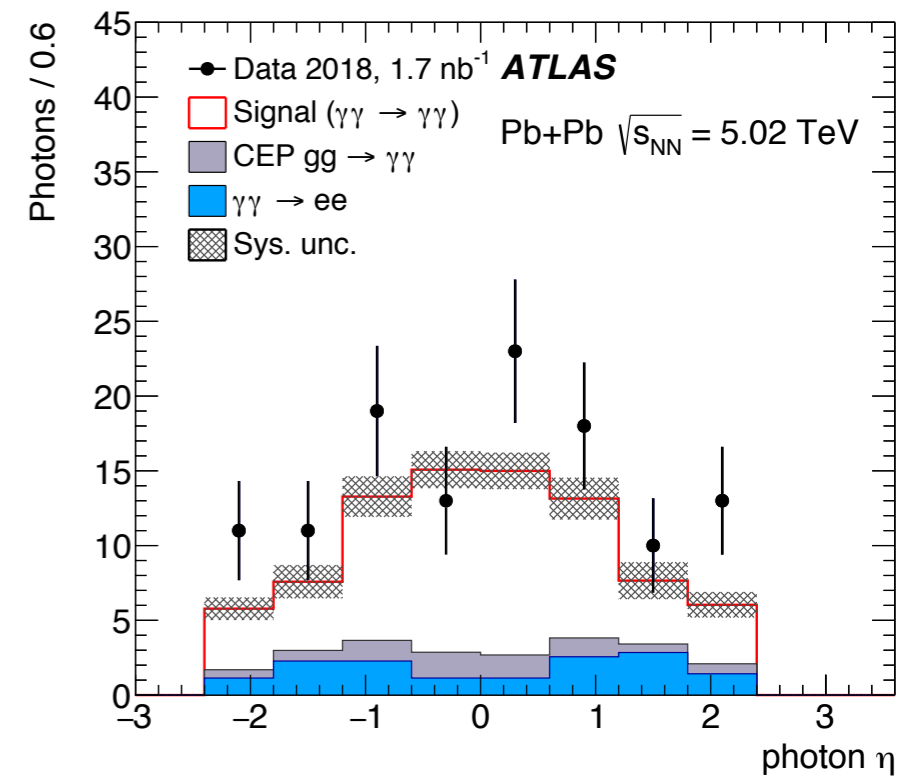 Photons / 0.6
45
40
35
30
25
20
15
10
5
0
Data 2018, 1.7 nb⁻¹ ATLAS
Signal (γγ → γγ)
Pb+Pb √s_NN = 5.02 TeV
CEP gg → γγ
γγ → ee
Sys. unc.
−3 −2 −1 0 1 2 3
photon η